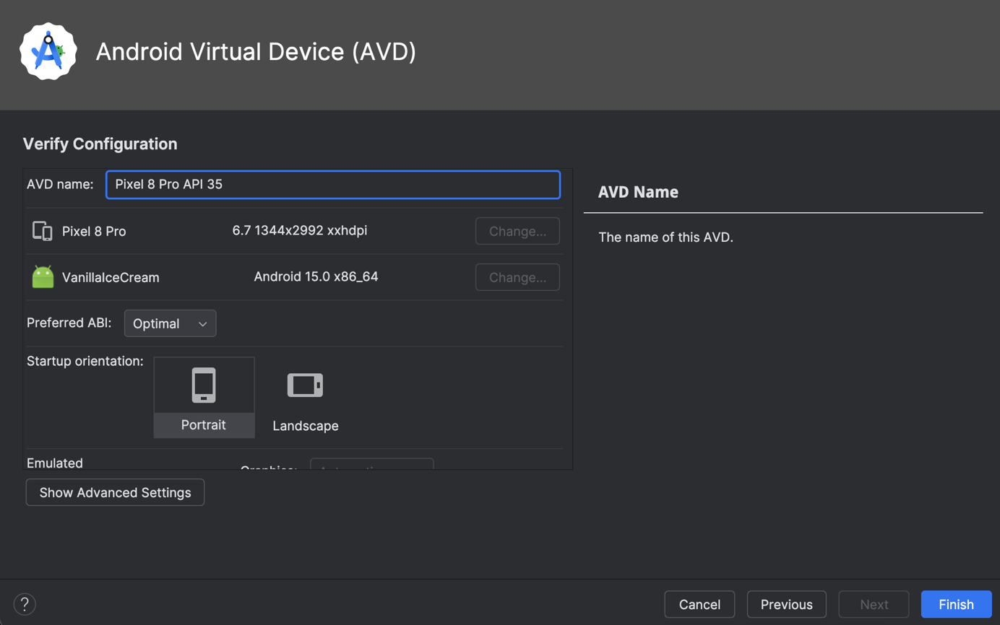 Android Virtual Device (AVD)
Verify Configuration
AVD name: Pixel 8 Pro API 35
Pixel 8 Pro 6.7 1344x2992 xxhdpi Change...
VanillaIceCream Android 15.0 x86_64 Change...
Preferred ABI: Optimal
Startup orientation:
Portrait
Landscape
Emulated
Graphics:
Show Advanced Settings
AVD Name
The name of this AVD.
?
Cancel
Previous
Next
Finish